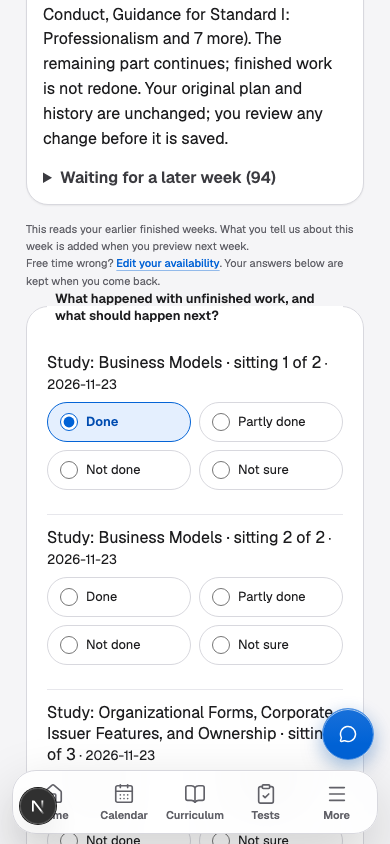 Conduct, Guidance for Standard I:
Professionalism and 7 more). The
remaining part continues; finished work
is not redone. Your original plan and
history are unchanged; you review any
change before it is saved.
▶ Waiting for a later week (94)
This reads your earlier finished weeks. What you tell us about this
week is added when you preview next week.
Free time wrong? Edit your availability. Your answers below are
kept when you come back.
What happened with unfinished work, and
what should happen next?
Study: Business Models · sitting 1 of 2 ·
2026-11-23
Done
Partly done
Not done
Not sure
Study: Business Models · sitting 2 of 2 ·
2026-11-23
Done
Partly done
Not done
Not sure
Study: Organizational Forms, Corporate
Issuer Features, and Ownership · sittin
of 3 · 2026-11-23
Not done
Not sure
N
me
Calendar
Curriculum
Tests
More